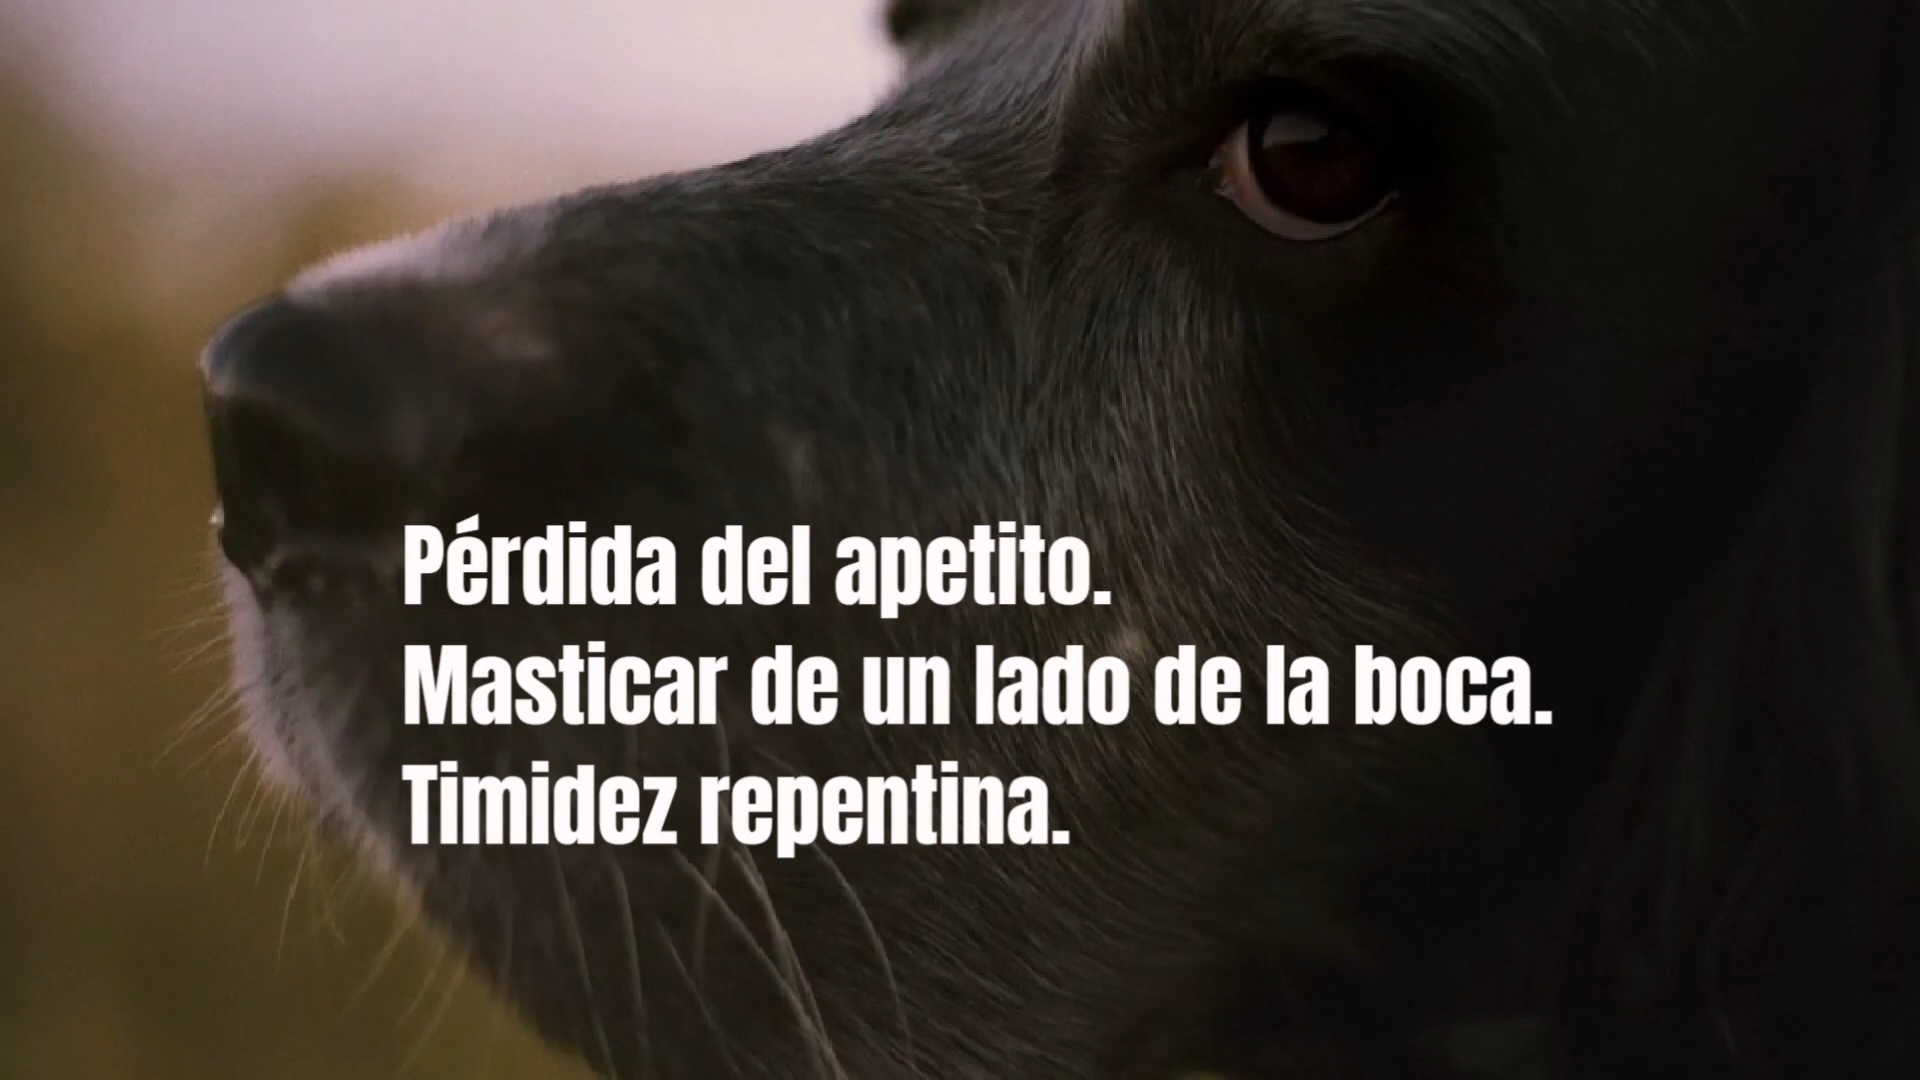 Pérdida del apetito.
Masticar de un lado de la boca.
Timidez repentina.